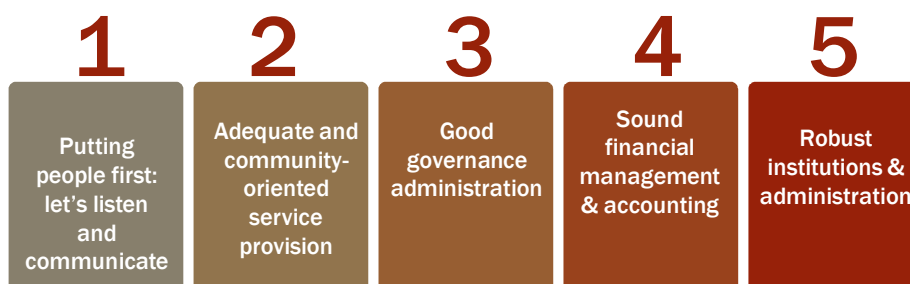 1
Putting
people first:
let's listen
and
communicate
2
Adequate and
community-
oriented
service
provision
3
Good
governance
administration
4
Sound
financial
management
& accounting
5
Robust
institutions &
administration